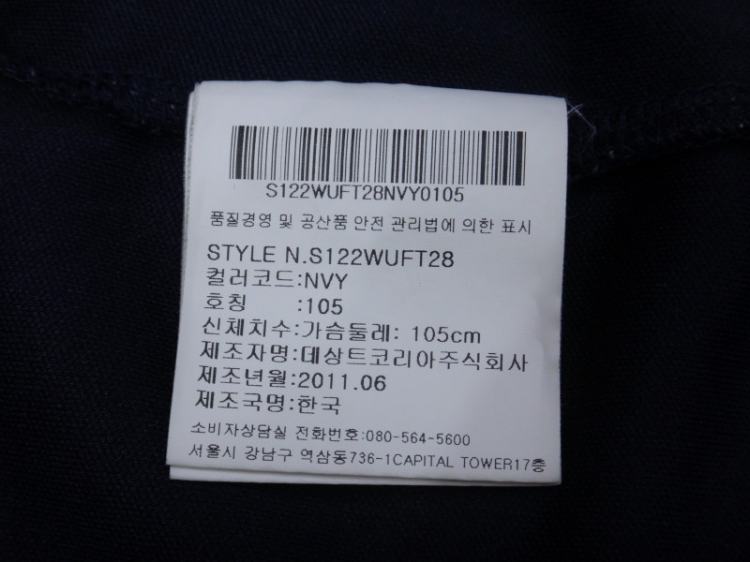 S122WUFT28NVY0105
품질경영 및 공산품 안전 관리법에 의한 표시
STYLE N.S122WUFT28
컬러코드:NVY
호칭 :105
신체치수:가슴둘레: 105cm
제조자명:데상트코리아주식회사
제조년월:2011.06
제조국명:한국
소비자상담실 전화번호:080-564-5600
서울시 강남구 역삼동736-1CAPITAL TOWER17층